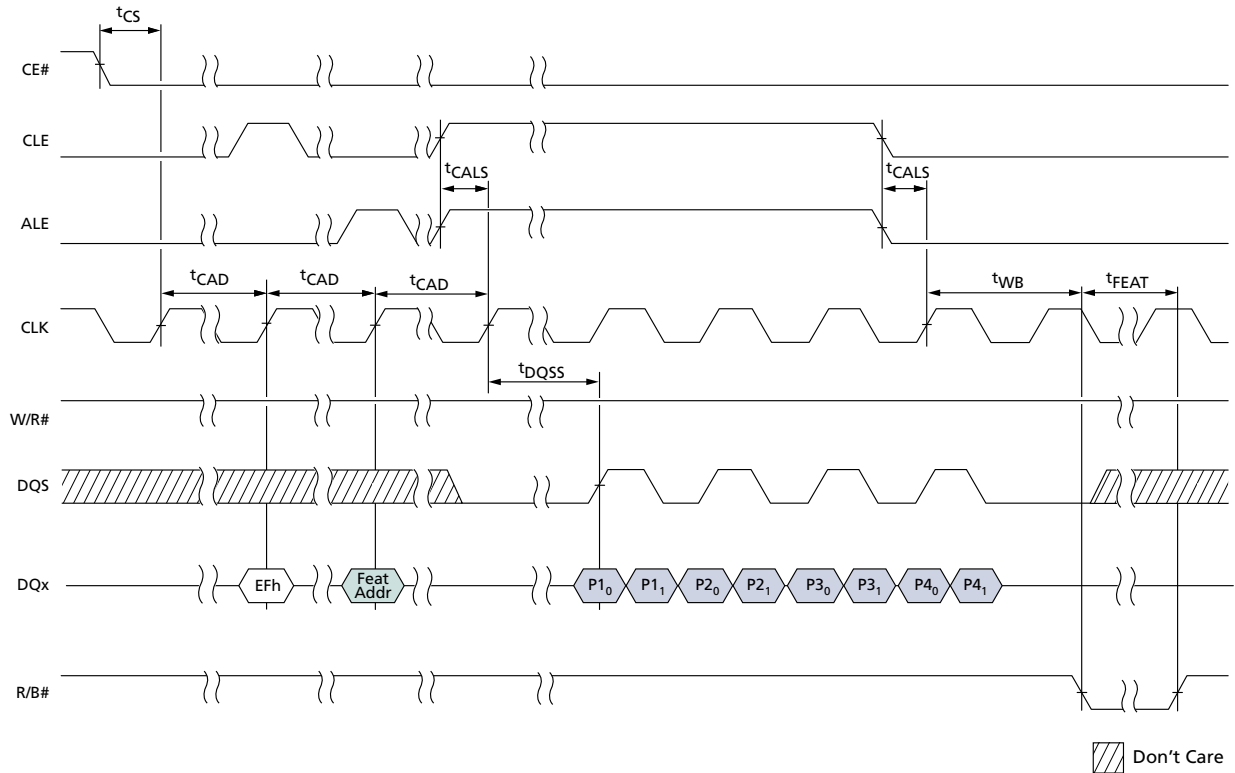 tCS
CE#
CLE
tCALS
tCALS
ALE
tCAD
tCAD
tCAD
tWB
tFEAT
CLK
tDQSS
W/R#
DQS
DQx
EFh
Feat
Addr
P1₀
P1₁
P2₀
P2₁
P3₀
P3₁
P4₀
P4₁
R/B#
Don't Care